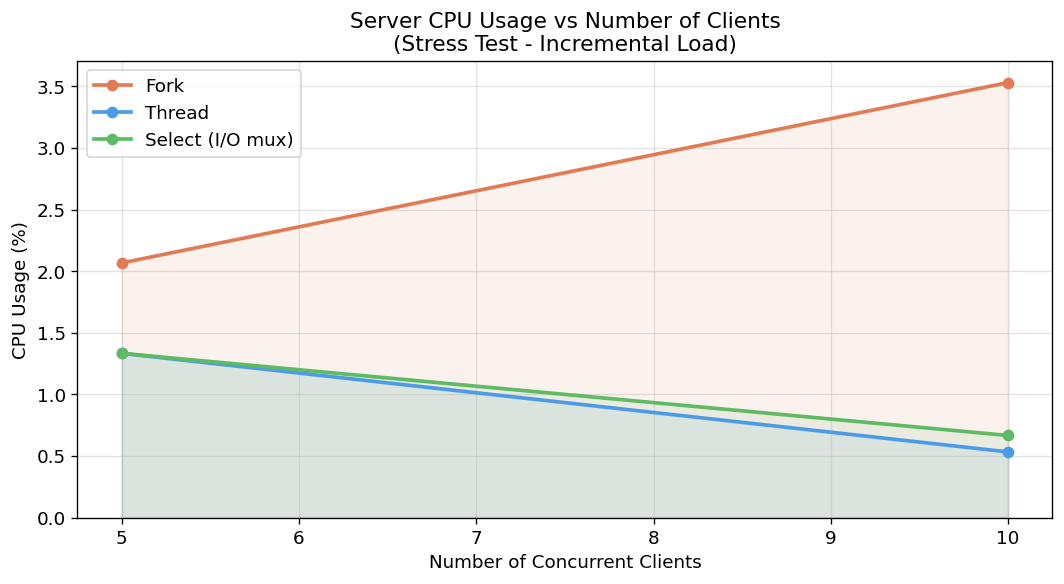 Server CPU Usage vs Number of Clients
(Stress Test - Incremental Load)
Fork
Thread
Select (I/O mux)
CPU Usage (%)
3.5
3.0
2.5
2.0
1.5
1.0
0.5
0.0
5 6 7 8 9 10
Number of Concurrent Clients